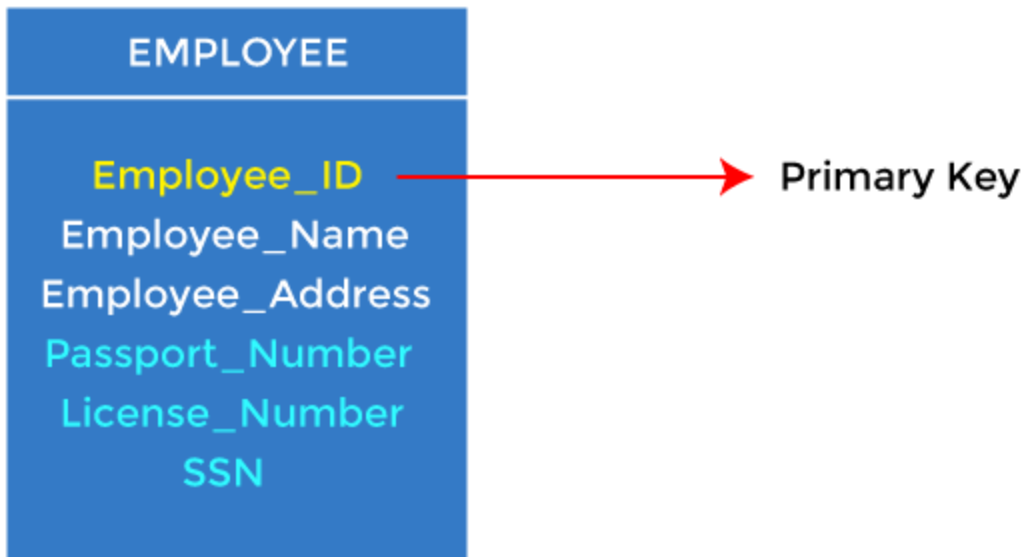 EMPLOYEE
Employee_ID
Primary Key
Employee_Name
Employee_Address
Passport_Number
License_Number
SSN